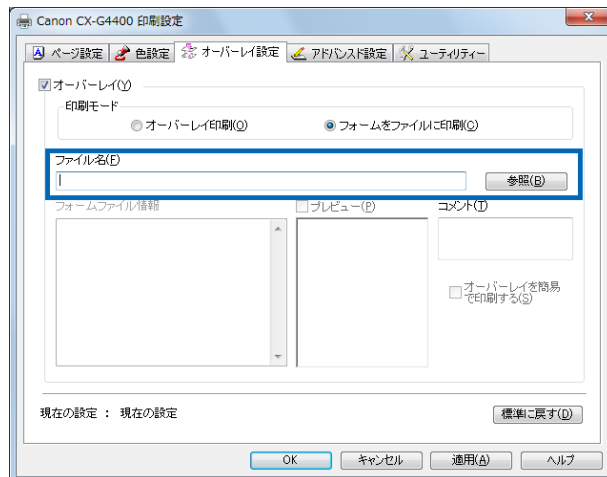 Canon CX-G4400 印刷設定
ページ設定 色設定 オーバーレイ設定 アドバンスド設定 ユーティリティー
オーバーレイ(Y)
印刷モード
オーバーレイ印刷(O) フォームをファイルに印刷(C)
ファイル名(F)
参照(B)
フォームファイル情報 プレビュー(P) コメント(T)
オーバーレイを簡易
で印刷する(S)
現在の設定 : 現在の設定 標準に戻す(D)
OK キャンセル 適用(A) ヘルプ